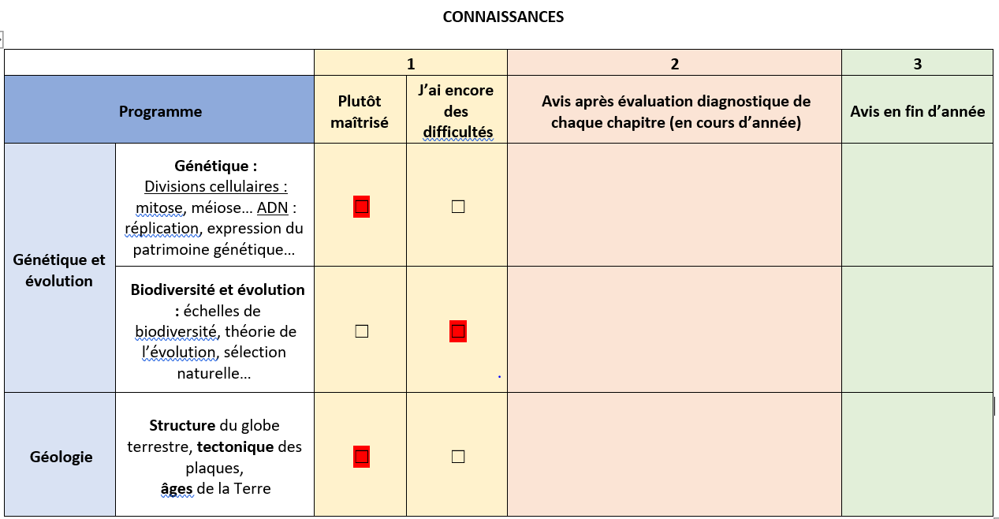 CONNAISSANCES
1
2
3
Programme
Plutôt
maîtrisé
J’ai encore
des
difficultés
Avis après évaluation diagnostique de
chaque chapitre (en cours d’année)
Avis en fin d’année
Génétique et
évolution
Génétique :
Divisions cellulaires :
mitose, méiose… ADN :
réplication, expression du
patrimoine génétique…
☐
☐
Biodiversité et évolution
: échelles de
biodiversité, théorie de
l’évolution, sélection
naturelle…
☐
☐
Géologie
Structure du globe
terrestre, tectonique des
plaques,
âges de la Terre
☐
☐